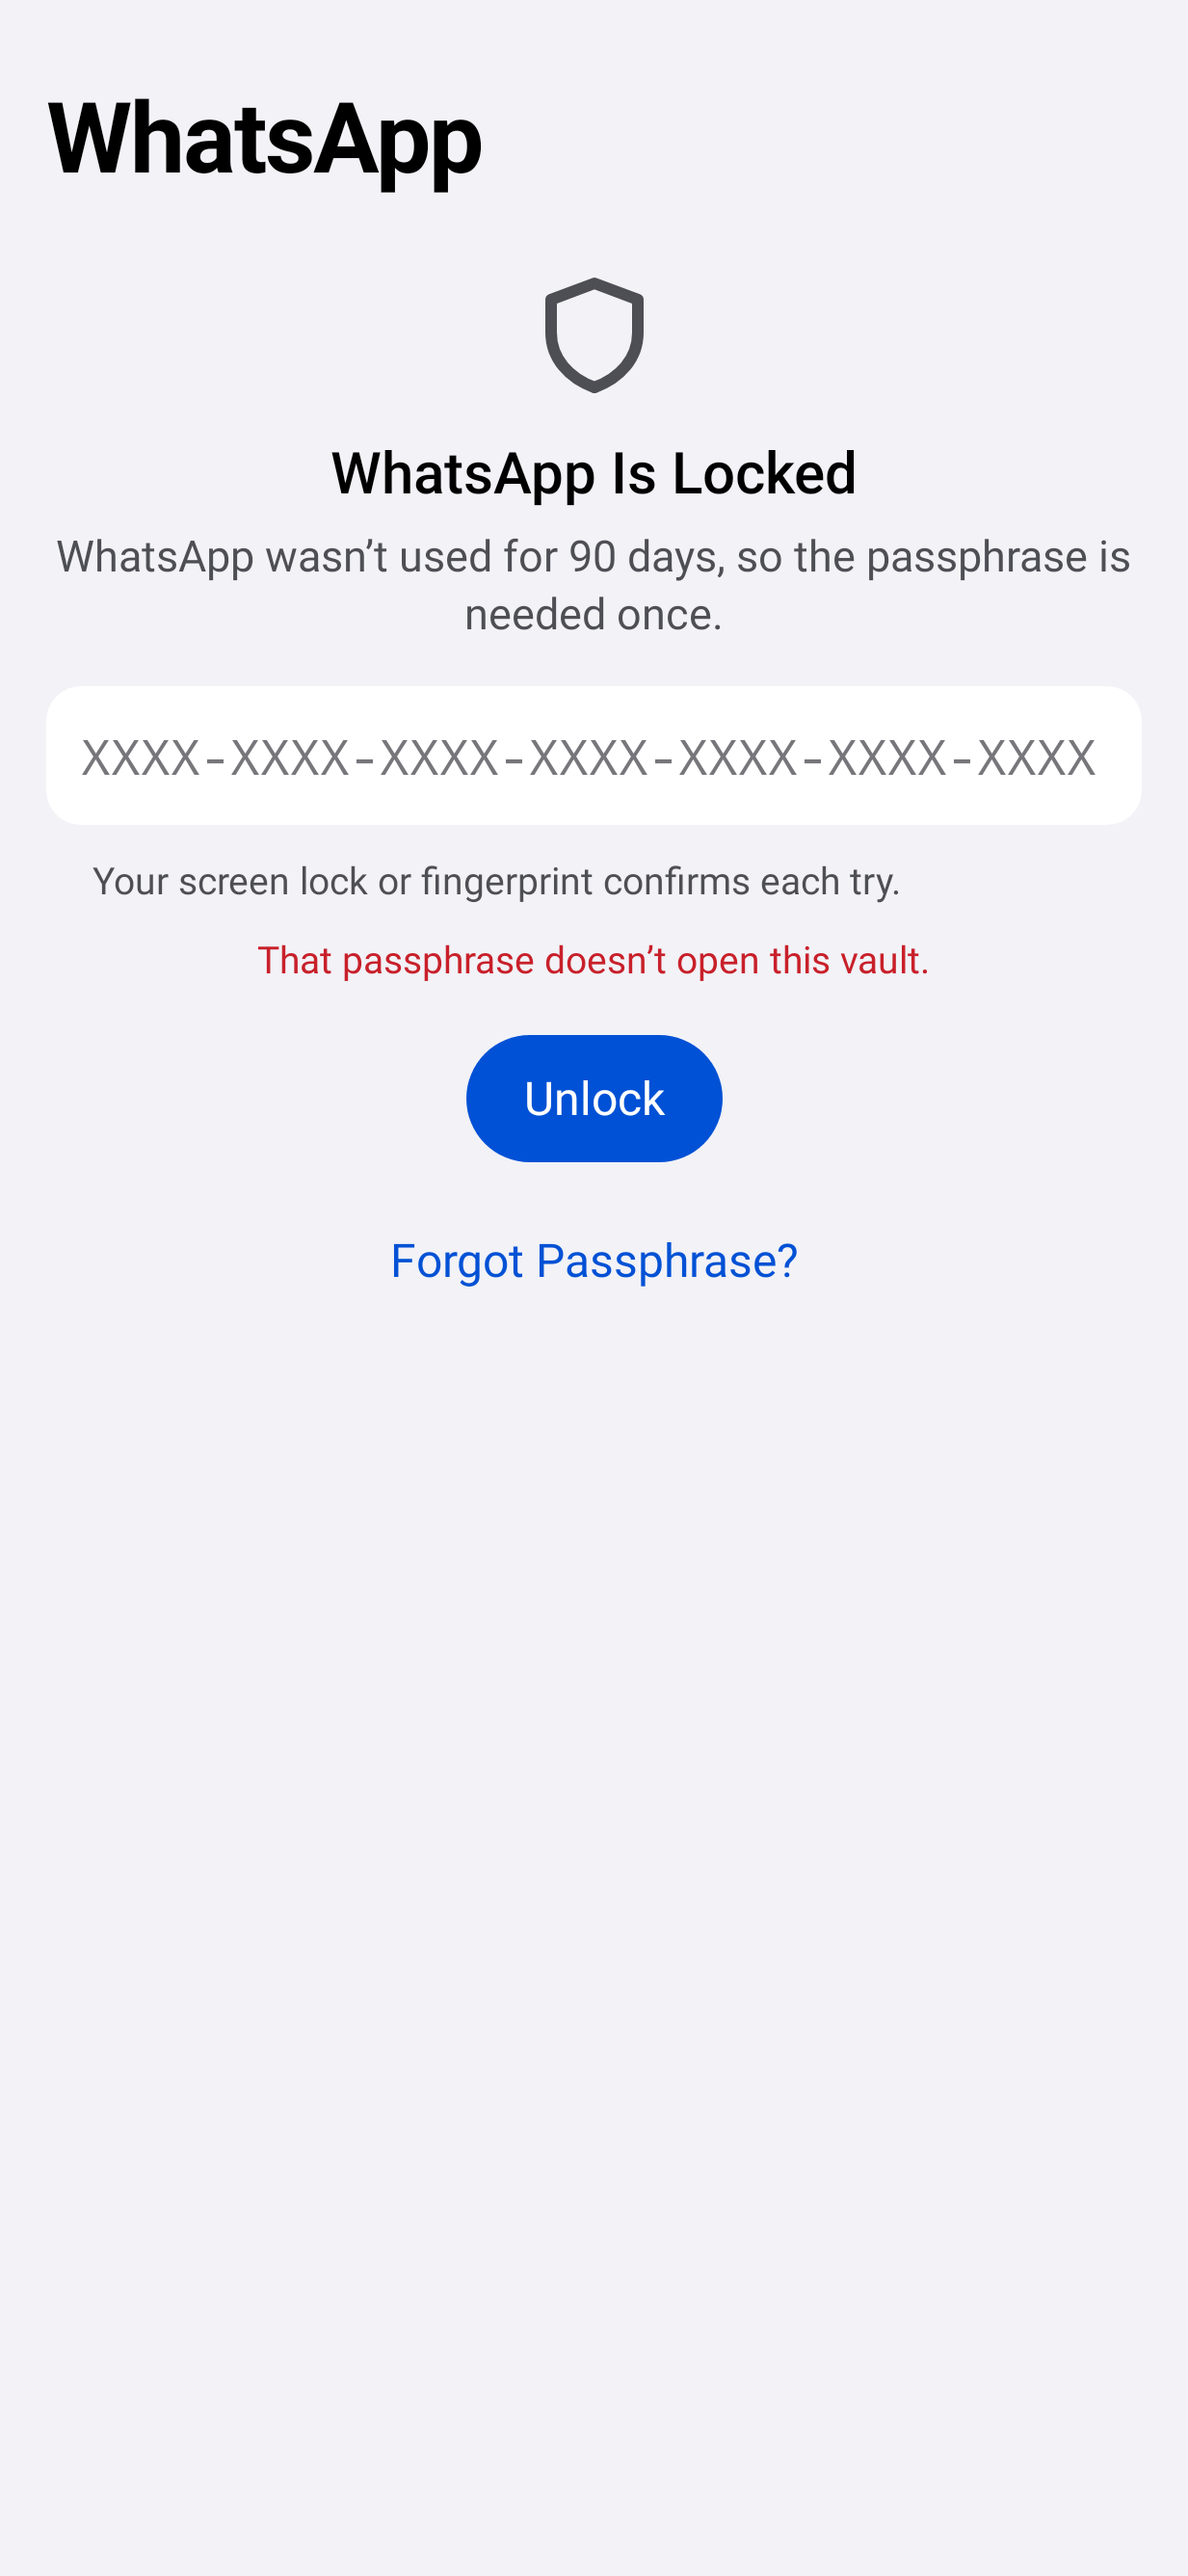 WhatsApp
WhatsApp Is Locked
WhatsApp wasn’t used for 90 days, so the passphrase is
needed once.
XXXX-XXXX-XXXX-XXXX-XXXX-XXXX-XXXX
Your screen lock or fingerprint confirms each try.
That passphrase doesn’t open this vault.
Unlock
Forgot Passphrase?